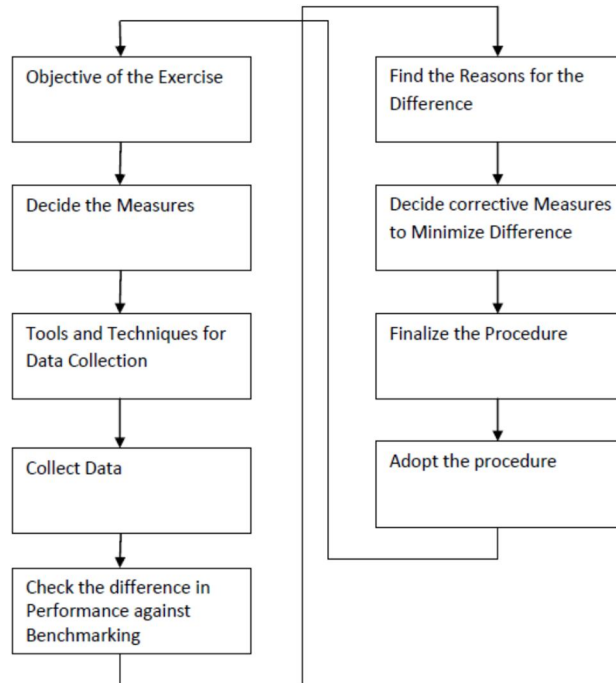 Objective of the Exercise
Decide the Measures
Tools and Techniques for
Data Collection
Collect Data
Check the difference in
Performance against
Benchmarking
Find the Reasons for the
Difference
Decide corrective Measures
to Minimize Difference
Finalize the Procedure
Adopt the procedure